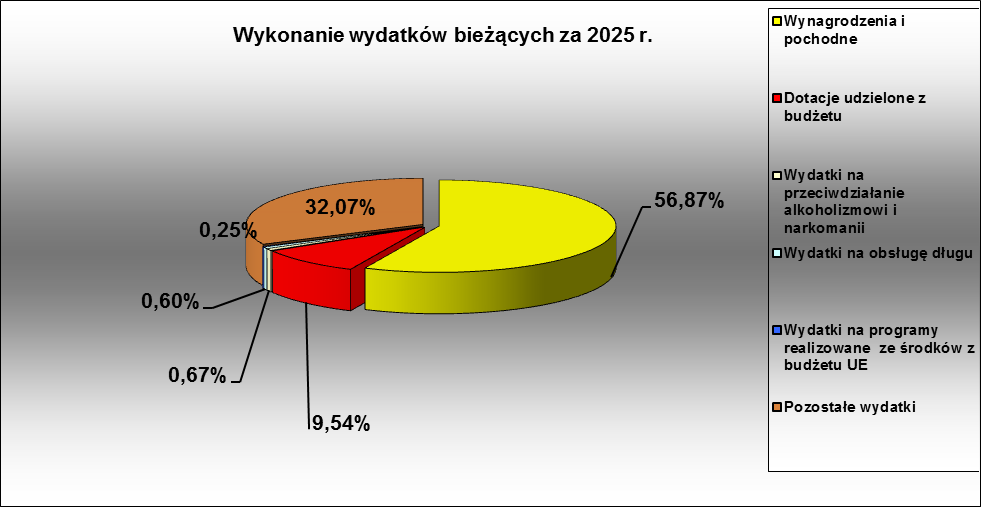 Wykonanie wydatków bieżących za 2025 r.
56,87%
32,07%
0,25%
0,60%
0,67%
9,54%
Wynagrodzenia i
pochodne
Dotacje udzielone z
budżetu
Wydatki na
przeciwdziałanie
alkoholizmowi i
narkomanii
Wydatki na obsługę długu
Wydatki na programy
realizowane ze środków z
budżetu UE
Pozostałe wydatki